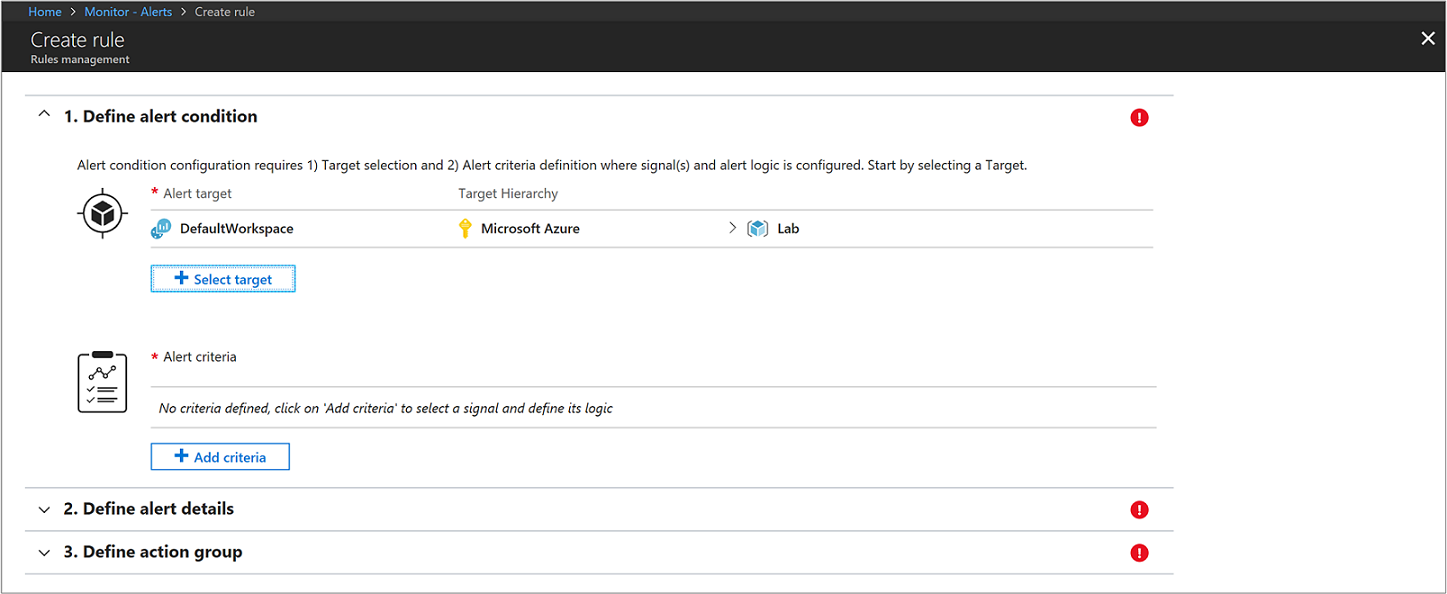 Home > Monitor - Alerts > Create rule
Create rule
Rules management
1. Define alert condition
Alert condition configuration requires 1) Target selection and 2) Alert criteria definition where signal(s) and alert logic is configured. Start by selecting a Target.
* Alert target Target Hierarchy
DefaultWorkspace Microsoft Azure > Lab
+ Select target
* Alert criteria
No criteria defined, click on 'Add criteria' to select a signal and define its logic
+ Add criteria
2. Define alert details
3. Define action group